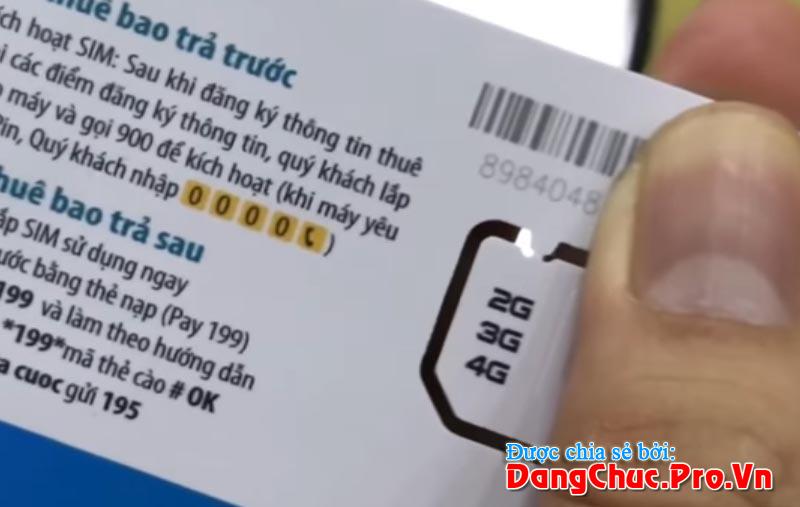 thuê bao trả trước
ích hoạt SIM: Sau khi đăng ký thông tin thuê
i các điểm đăng ký thông tin, quý khách lắp
máy và gọi 900 để kích hoạt (khi máy yêu
Pin, Quý khách nhập 0 0 0 0 )
huê bao trả sau
ắp SIM sử dụng ngay
ước bằng thẻ nạp (Pay 199)
199 và làm theo hướng dẫn
*199*mã thẻ cào # OK
a cuoc gửi 195
8984048
2G
3G
4G
Được chia sẻ bởi:
DangChuc.Pro.Vn